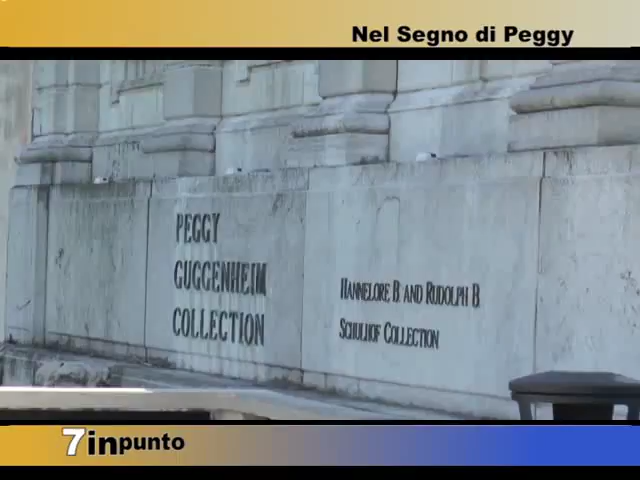 Nel Segno di Peggy
PEGGY
GUGGENHEIM
COLLECTION
HANNELORE B. AND RUDOLPH B
SCHULHOF COLLECTION
7inpunto